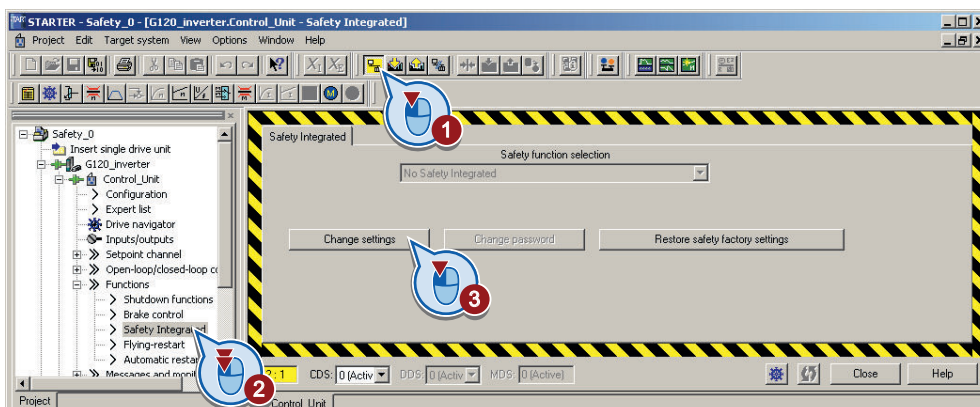 STARTER - Safety_0 - [G120_inverter.Control_Unit - Safety Integrated]
Project Edit Target system View Options Window Help
1
Safety_0
Insert single drive unit
G120_inverter
Control_Unit
Configuration
Expert list
Drive navigator
Inputs/outputs
Setpoint channel
Open-loop/closed-loop
Functions
Shutdown functions
Brake control
Safety Integrated
Flying-restart
Automatic
Messages and
2
Project
Safety Integrated
Safety function selection
No Safety Integrated
Change settings
Change password
Restore safety factory settings
3
CDS: 0 (Activ DDS: 0 (Activ MDS: 0 (Active) Close Help
Control_Unit